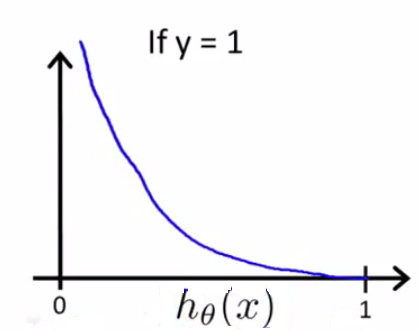 If y = 1
0 hθ(x) 1